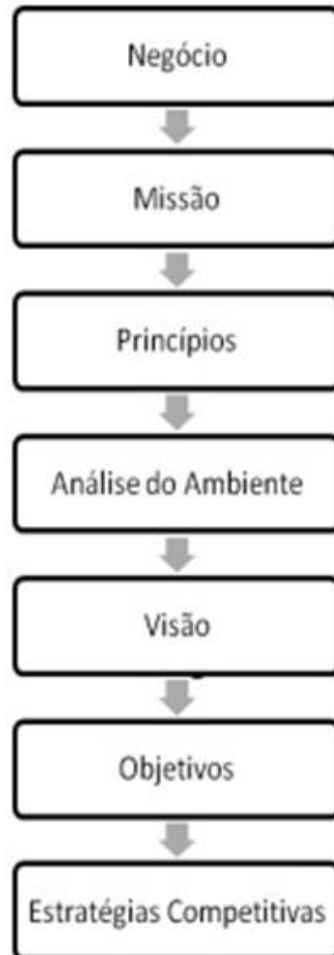 Negócio
Missão
Princípios
Análise do Ambiente
Visão
Objetivos
Estratégias Competitivas